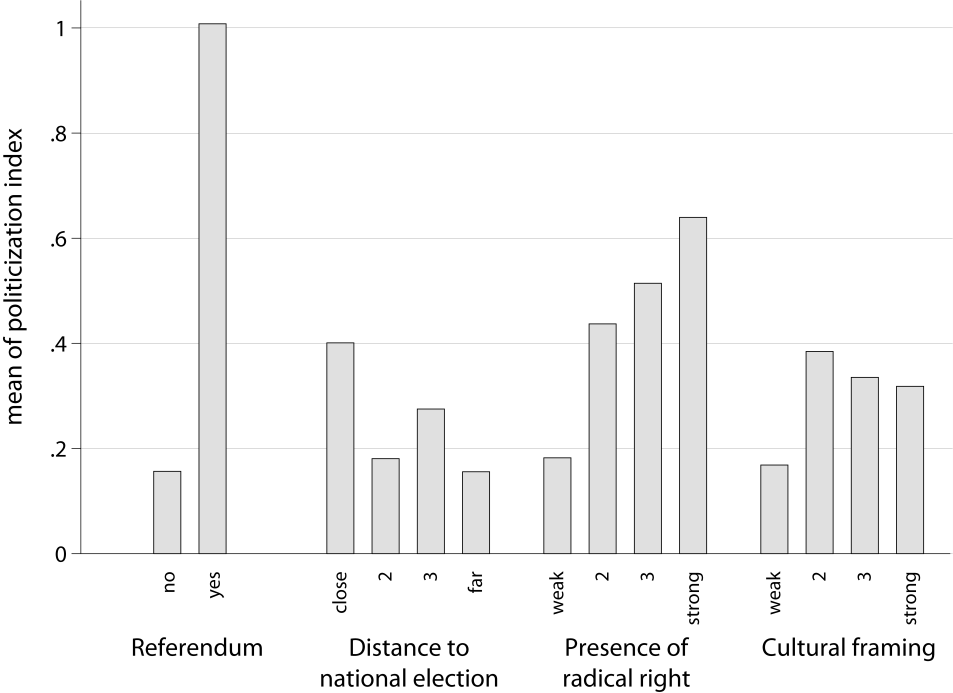 mean of politicization index
1
.8
.6
.4
.2
0
no
yes
close
2
3
far
weak
2
3
strong
weak
2
3
strong
Referendum
Distance to
national election
Presence of
radical right
Cultural framing